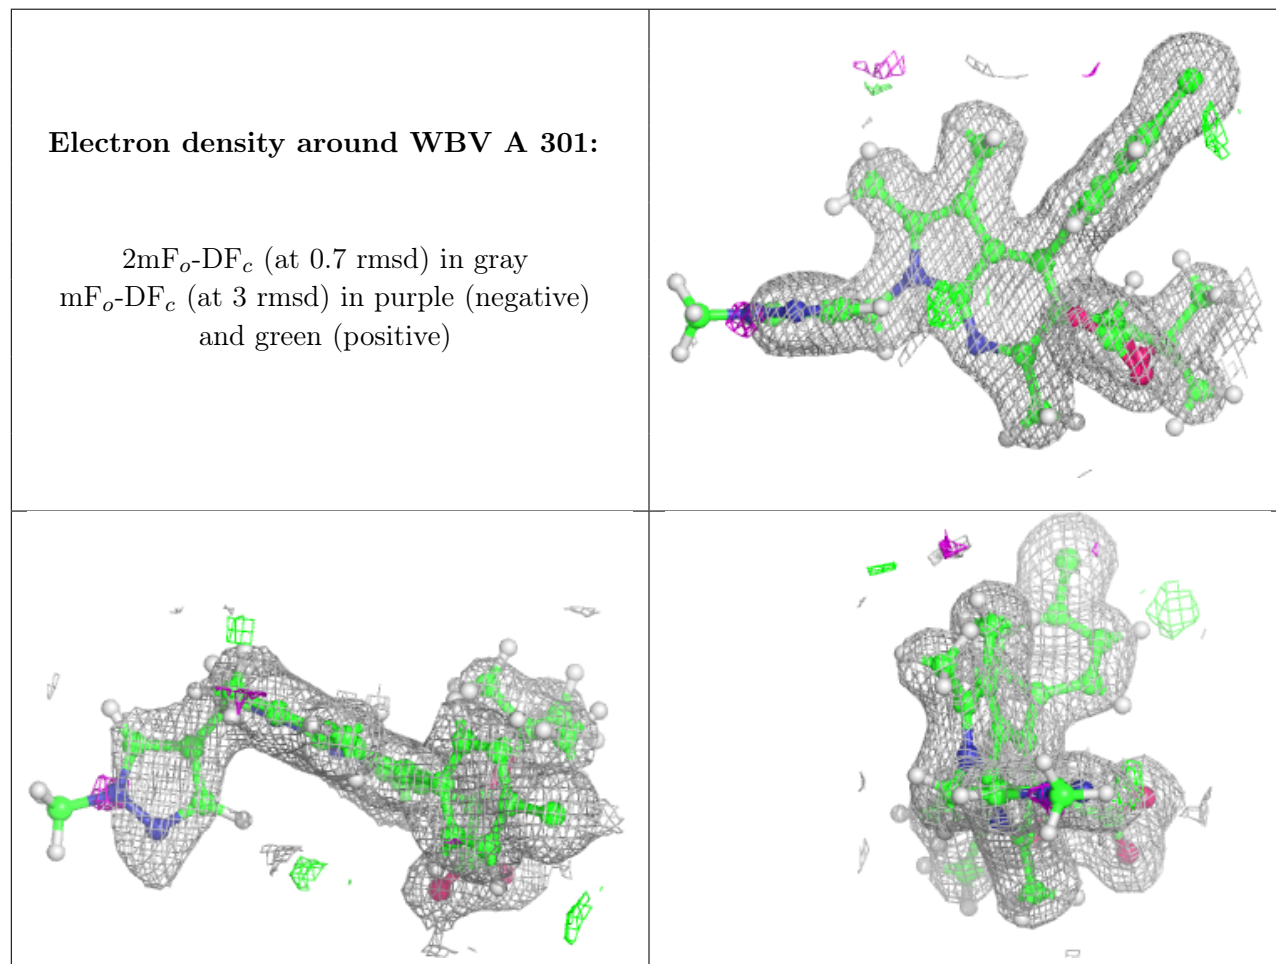 Electron density around WBV A 301:
2mFo-DFc (at 0.7 rmsd) in gray
mFo-DFc (at 3 rmsd) in purple (negative)
and green (positive)